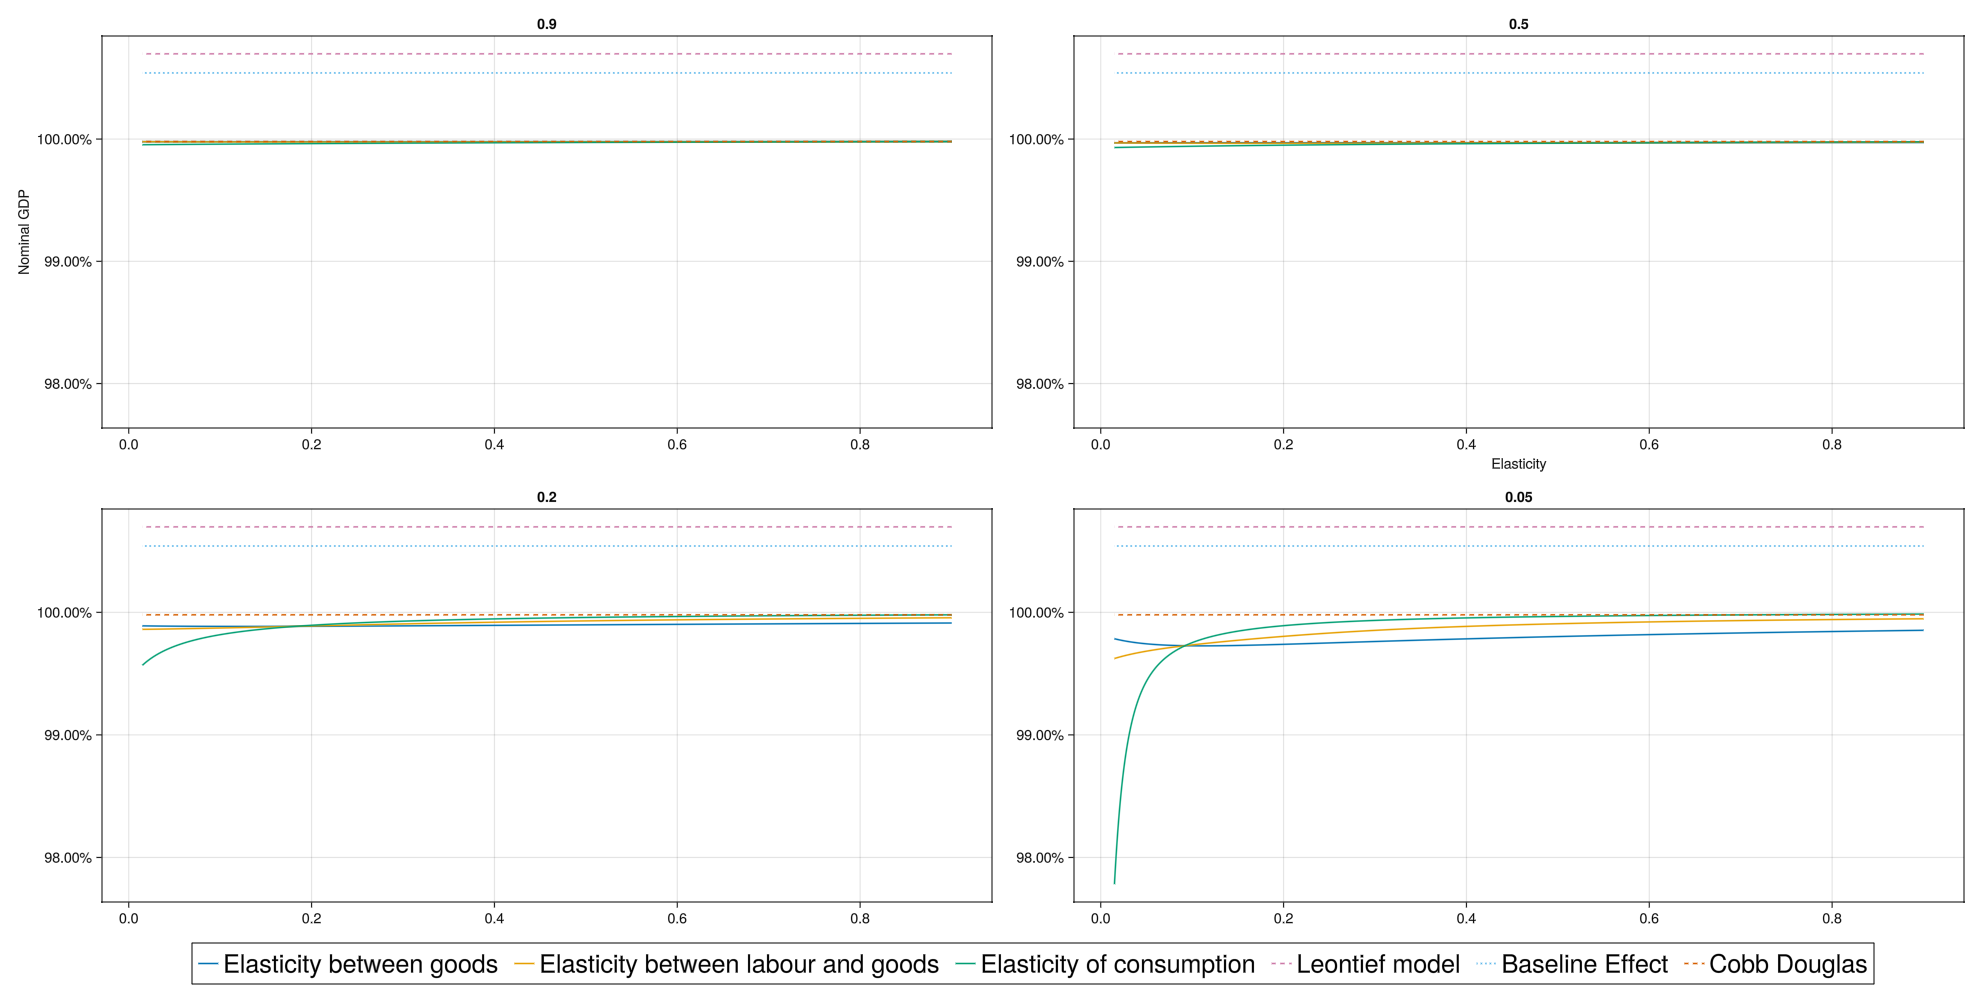 0.9
0.5
Nominal GDP
100.00%
99.00%
98.00%
0.0 0.2 0.4 0.6 0.8
100.00%
99.00%
98.00%
0.0 0.2 0.4 0.6 0.8
Elasticity
0.2
0.05
100.00%
99.00%
98.00%
0.0 0.2 0.4 0.6 0.8
100.00%
99.00%
98.00%
0.0 0.2 0.4 0.6 0.8
Elasticity between goods Elasticity between labour and goods Elasticity of consumption Leontief model Baseline Effect Cobb Douglas